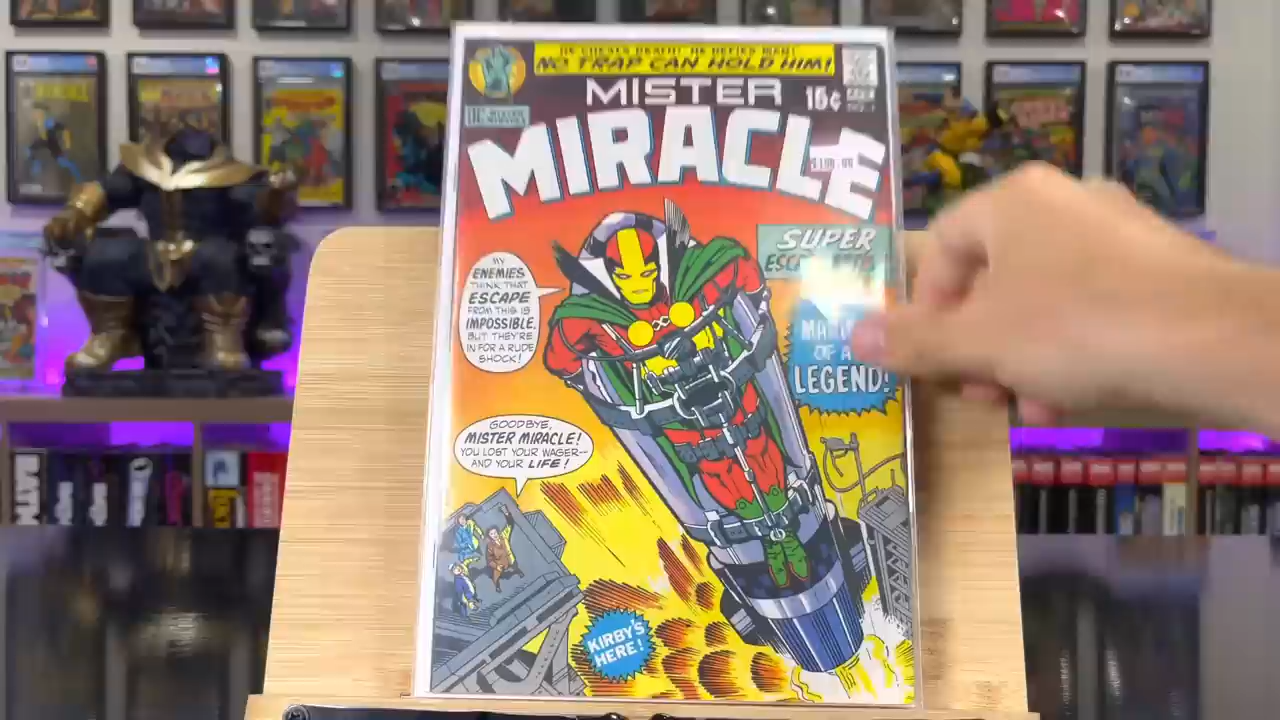 HE CHEATS DEATH! HE DEFIES MAN!
NO TRAP CAN HOLD HIM!
MISTER
15¢
MIRACLE
SUPER
MY
ENEMIES
THINK THAT
ESCAPE
FROM THIS IS
IMPOSSIBLE.
BUT THEY'RE
IN FOR A RUDE
SHOCK!
OF A
LEGEND!
GOODBYE,
MISTER MIRACLE!
YOU LOST YOUR WAGER--
AND YOUR LIFE!
KIRBY'S
HERE!